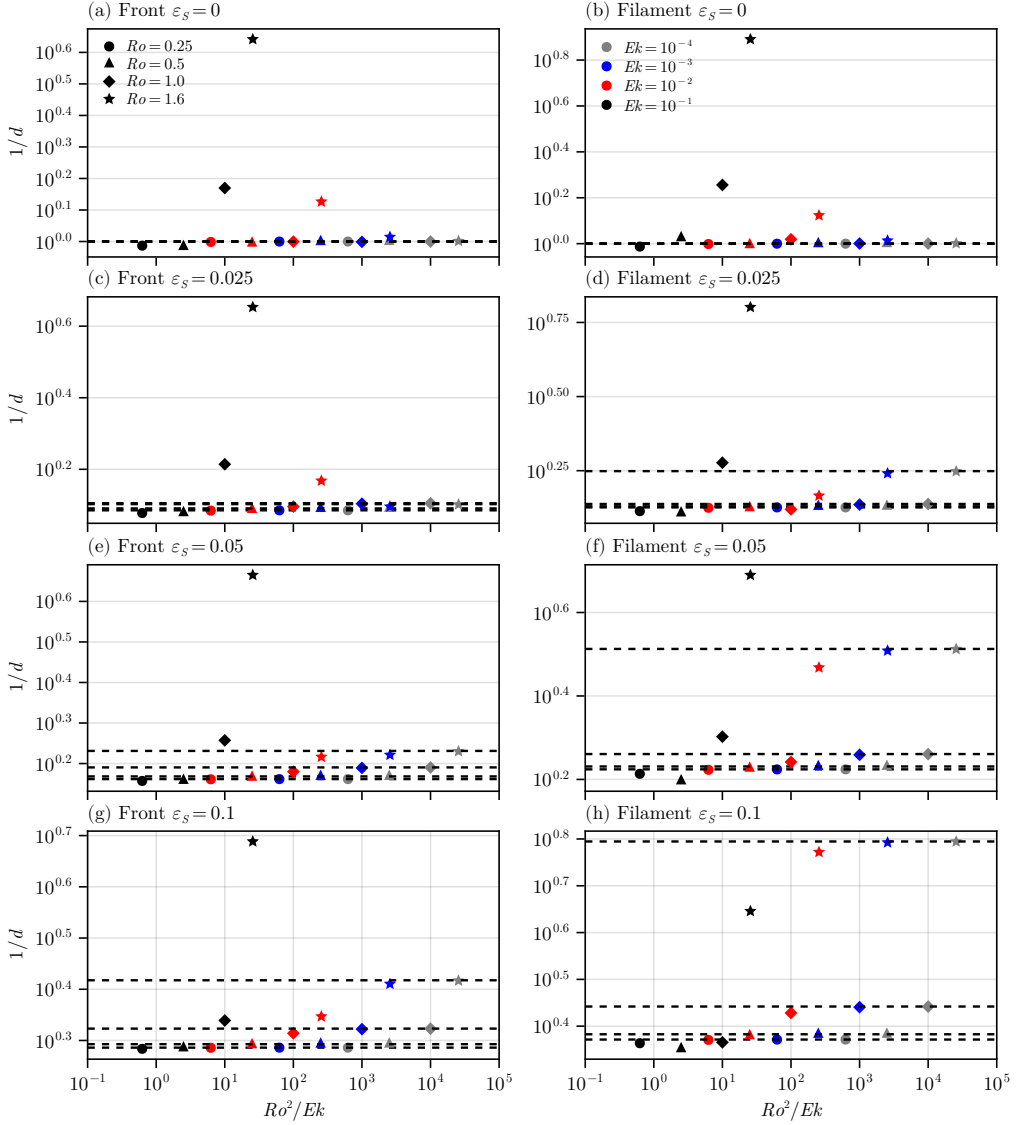 (a) Front ε_S = 0
(b) Filament ε_S = 0
Ro = 0.25
Ro = 0.5
Ro = 1.0
Ro = 1.6
Ek = 10^−4
Ek = 10^−3
Ek = 10^−2
Ek = 10^−1
10^0.6
10^0.5
10^0.4
10^0.3
10^0.2
10^0.1
10^0.0
1/d
10^0.8
10^0.6
10^0.4
10^0.2
10^0.0
(c) Front ε_S = 0.025
(d) Filament ε_S = 0.025
10^0.6
10^0.4
10^0.2
1/d
10^0.75
10^0.50
10^0.25
(e) Front ε_S = 0.05
(f) Filament ε_S = 0.05
10^0.6
10^0.5
10^0.4
10^0.3
10^0.2
1/d
10^0.6
10^0.4
10^0.2
(g) Front ε_S = 0.1
(h) Filament ε_S = 0.1
10^0.7
10^0.6
10^0.5
10^0.4
10^0.3
1/d
10^0.8
10^0.7
10^0.6
10^0.5
10^0.4
10^−1 10^0 10^1 10^2 10^3 10^4 10^5
10^−1 10^0 10^1 10^2 10^3 10^4 10^5
Ro^2/Ek
Ro^2/Ek